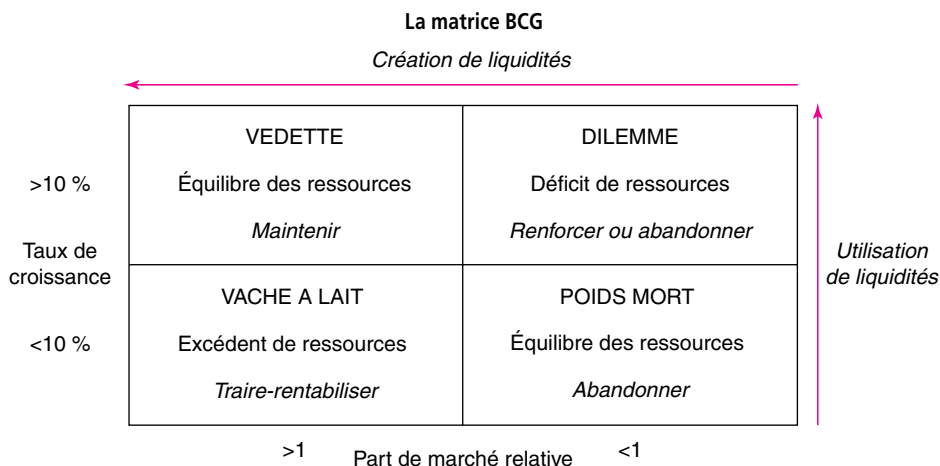 La matrice BCG
Création de liquidités
VEDETTE
DILEMME
>10 %
Équilibre des ressources
Déficit de ressources
Maintenir
Renforcer ou abandonner
Taux de
croissance
Utilisation
de liquidités
VACHE A LAIT
POIDS MORT
<10 %
Excédent de ressources
Équilibre des ressources
Traire-rentabiliser
Abandonner
>1
Part de marché relative
<1